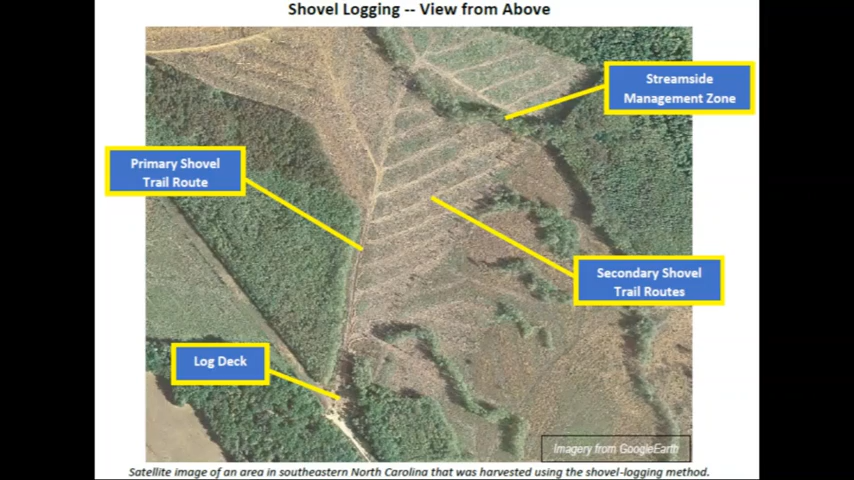 Shovel Logging -- View from Above
Streamside
Management Zone
Primary Shovel
Trail Route
Secondary Shovel
Trail Routes
Log Deck
Imagery from GoogleEarth
Satellite image of an area in southeastern North Carolina that was harvested using the shovel-logging method.